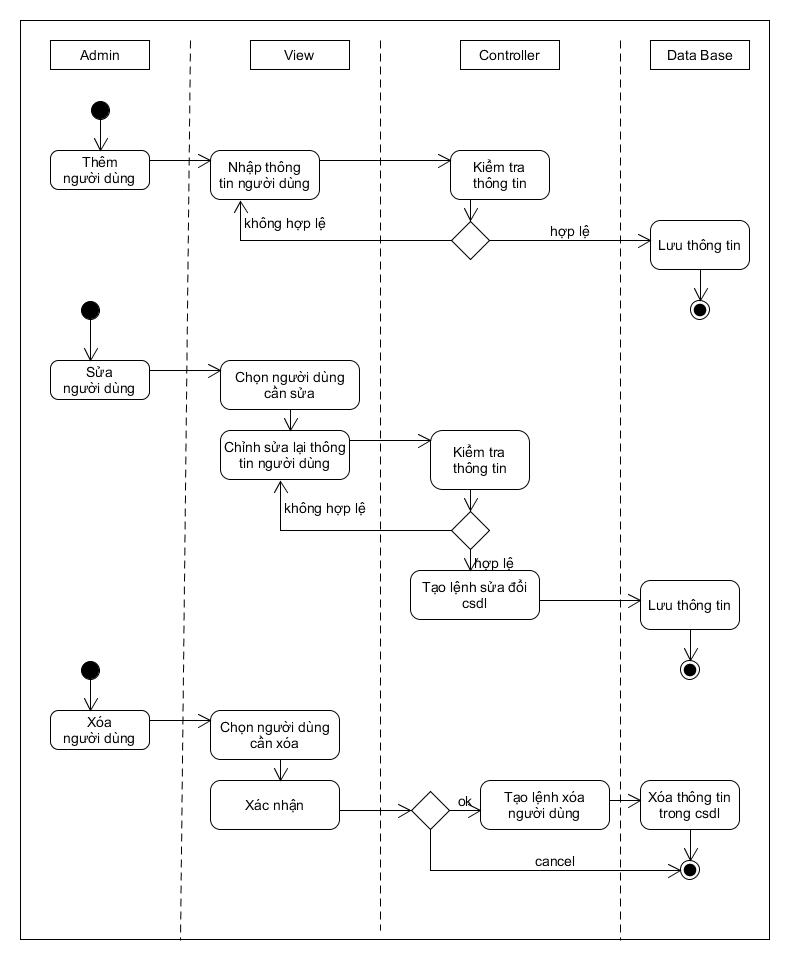 Admin
View
Controller
Data Base
Thêm
người dùng
Nhập thông
tin người dùng
Kiểm tra
thông tin
không hợp lệ
hợp lệ
Lưu thông tin
Sửa
người dùng
Chọn người dùng
cần sửa
Chỉnh sửa lại thông
tin người dùng
Kiểm tra
thông tin
không hợp lệ
hợp lệ
Tạo lệnh sửa đổi
csdl
Lưu thông tin
Xóa
người dùng
Chọn người dùng
cần xóa
Xác nhận
ok
Tạo lệnh xóa
người dùng
Xóa thông tin
trong csdl
cancel